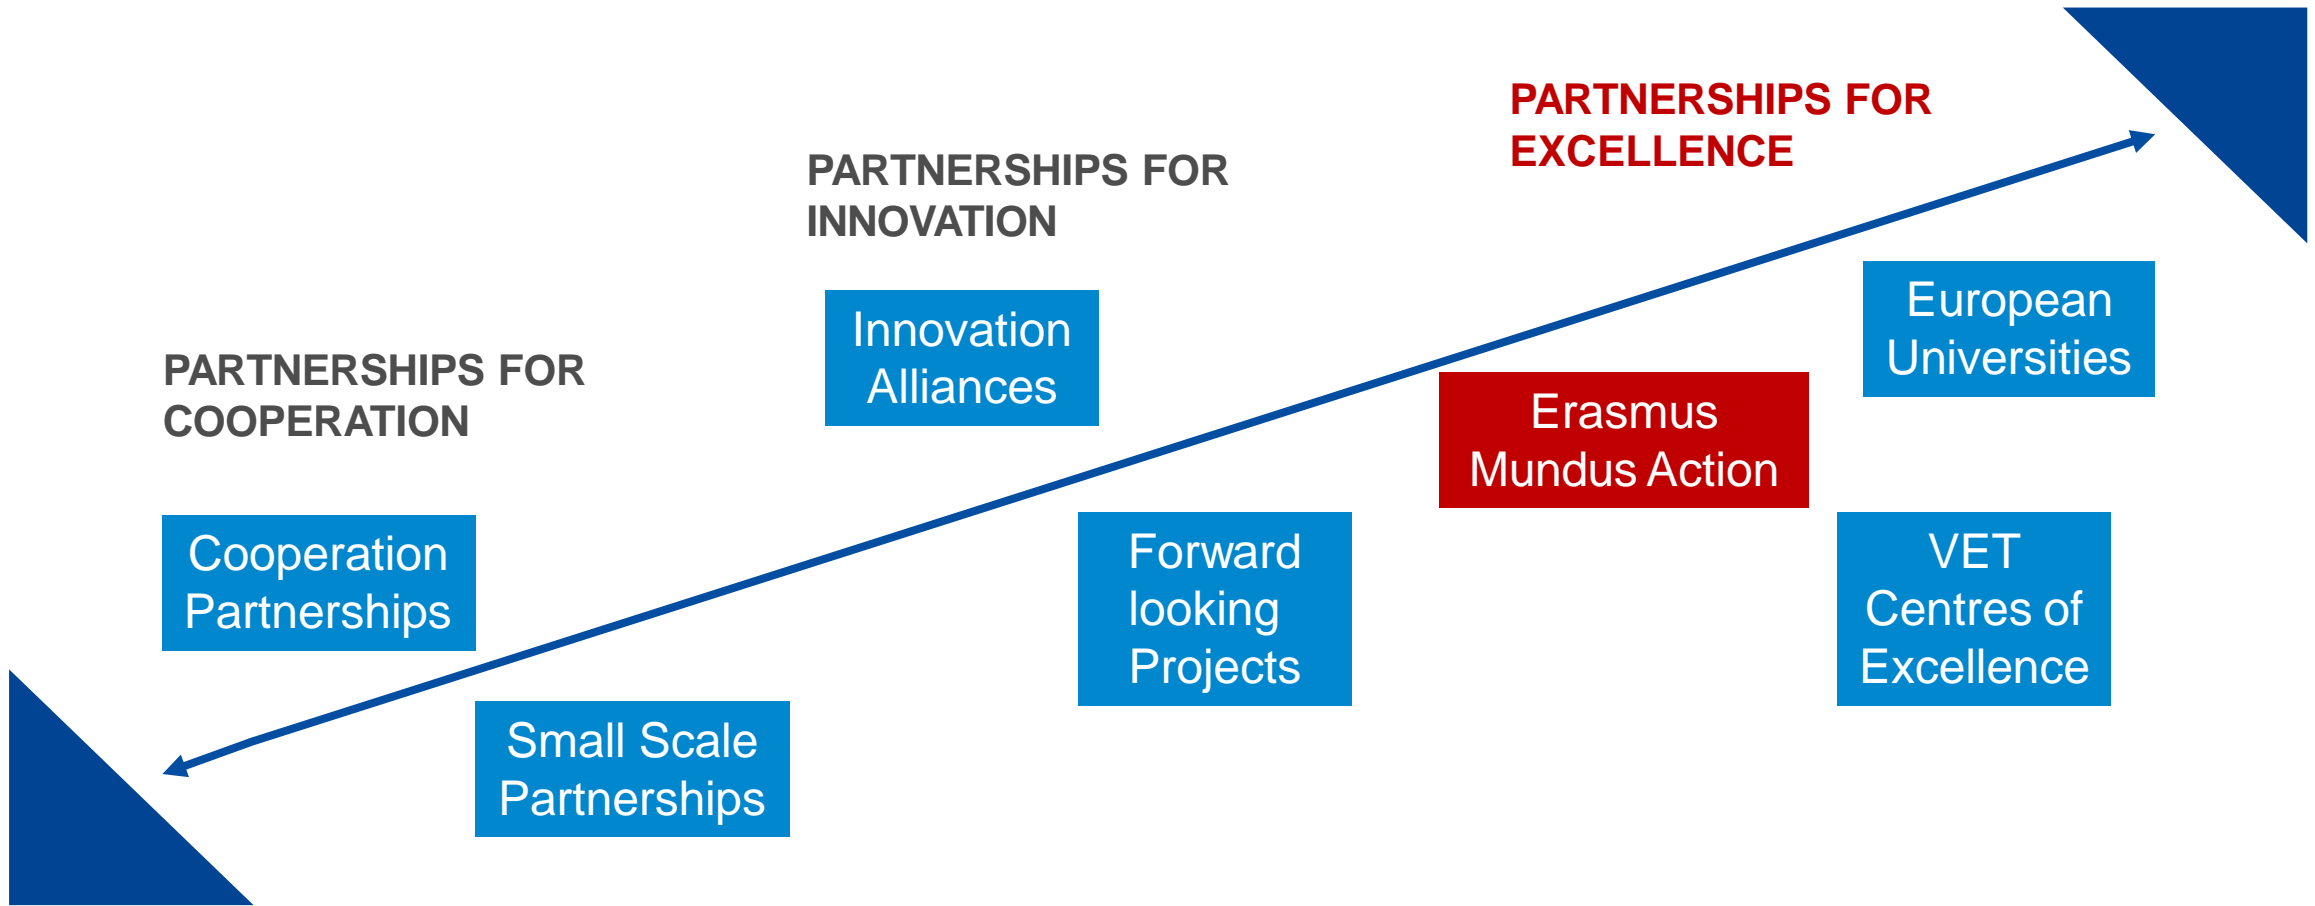 PARTNERSHIPS FOR
COOPERATION
Cooperation
Partnerships
Small Scale
Partnerships
PARTNERSHIPS FOR
INNOVATION
Innovation
Alliances
Forward
looking
Projects
PARTNERSHIPS FOR
EXCELLENCE
Erasmus
Mundus Action
European
Universities
VET
Centres of
Excellence